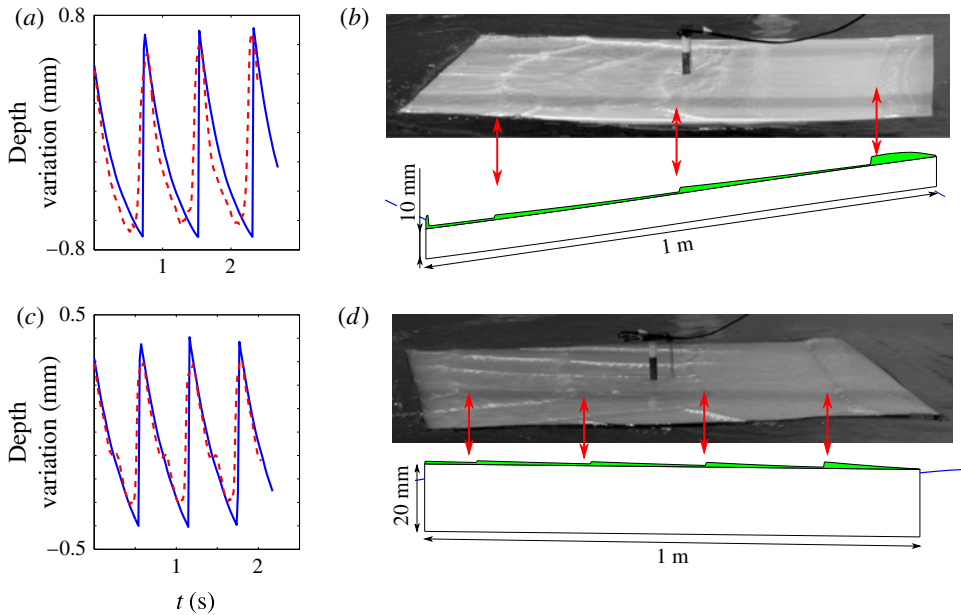 (a)
0.8
−0.8
Depth
variation (mm)
1
2
(b)
10 mm
1 m
(c)
0.5
−0.5
Depth
variation (mm)
1
2
t (s)
(d)
20 mm
1 m